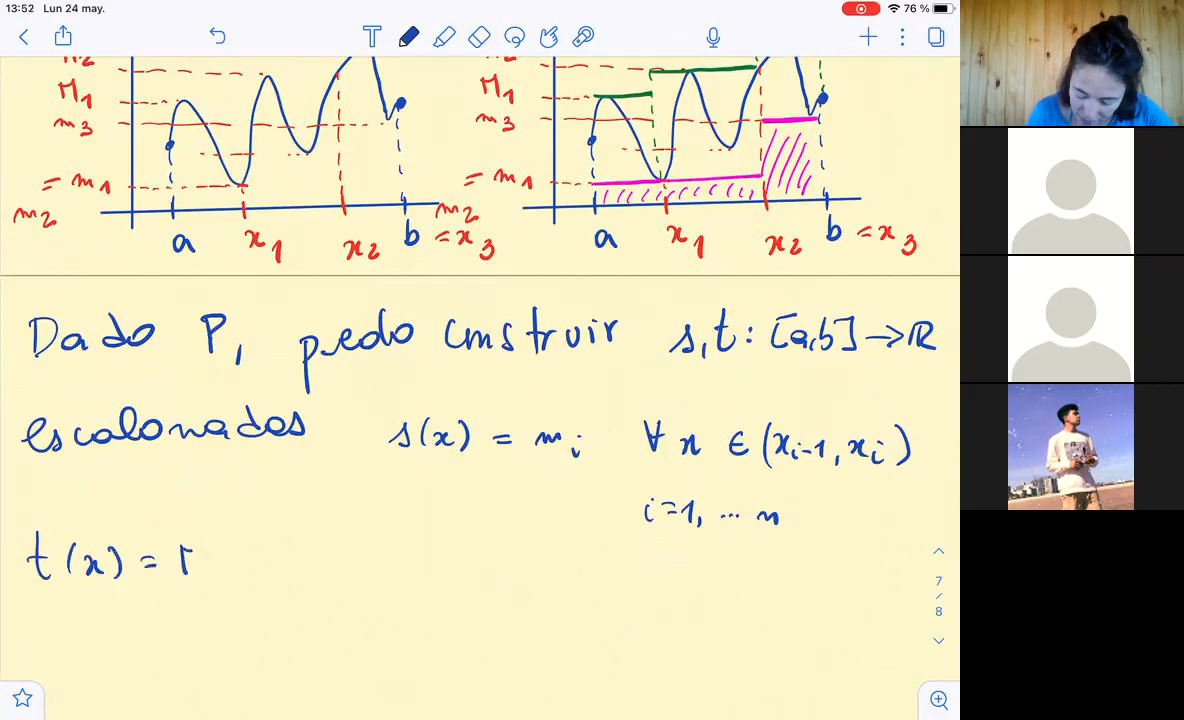 13:52 Lun 24 may.
76 %
M1
m3
= m1
m2
a x1 x2 b = x3
M1
m3
= m1
m2
a x1 x2 b = x3
Dado P, puedo construir s,t : [a,b] → ℝ
escalonadas s(x) = mi ∀ x ∈ (xi-1, xi)
i=1, ... n
t(x) =
7
/
8